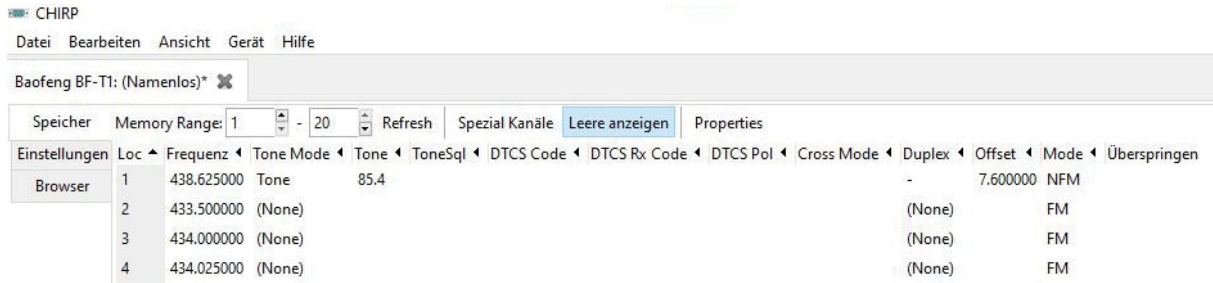 CHIRP
Datei Bearbeiten Ansicht Gerät Hilfe
Baofeng BF-T1: (Namenlos)*
Speicher Memory Range: 1 - 20 Refresh Spezial Kanäle Leere anzeigen Properties
Einstellungen Loc Frequenz Tone Mode Tone ToneSql DTCS Code DTCS Rx Code DTCS Pol Cross Mode Duplex Offset Mode Überspringen
Browser 1 438.625000 Tone 85.4 - 7.600000 NFM
2 433.500000 (None) (None) FM
3 434.000000 (None) (None) FM
4 434.025000 (None) (None) FM